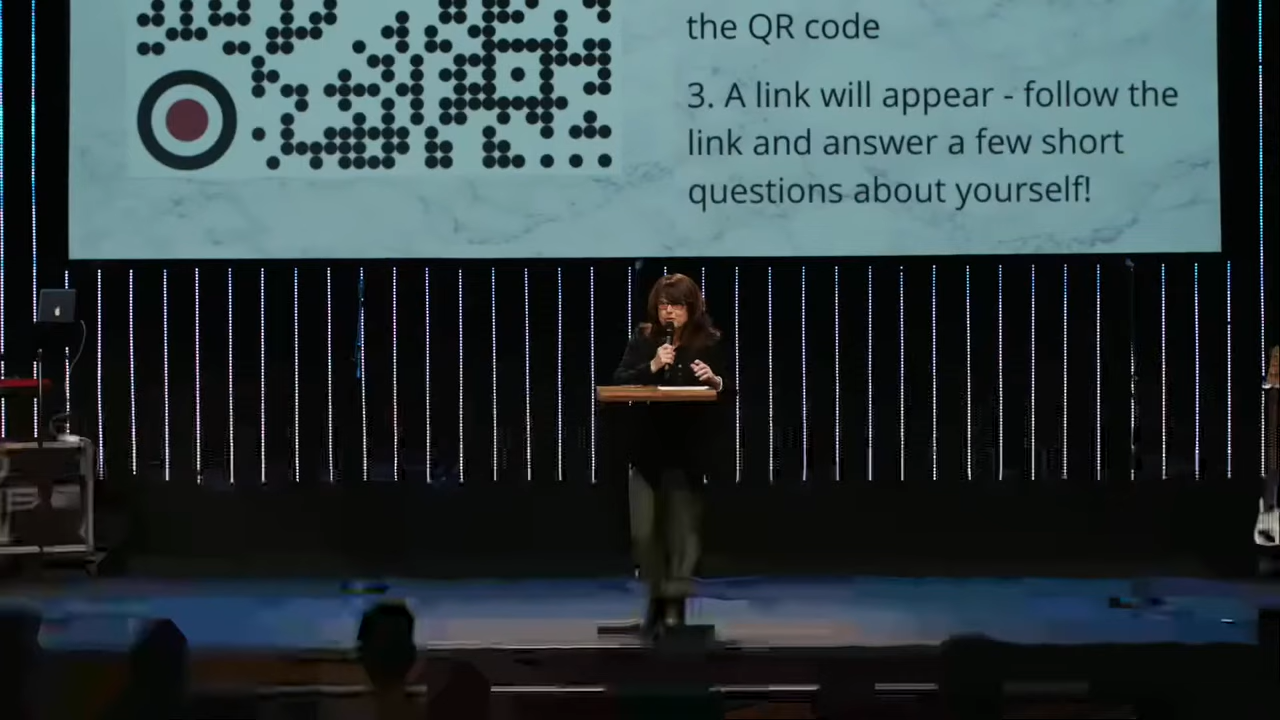 the QR code
3. A link will appear - follow the
link and answer a few short
questions about yourself!